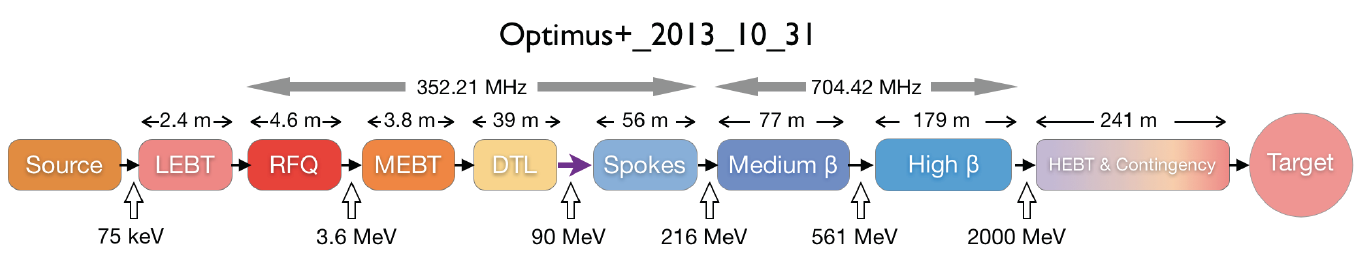 Optimus+_2013_10_31
352.21 MHz 704.42 MHz
2.4 m 4.6 m 3.8 m 39 m 56 m 77 m 179 m 241 m
Source LEBT RFQ MEBT DTL Spokes Medium β High β HEBT & Contingency Target
75 keV 3.6 MeV 90 MeV 216 MeV 561 MeV 2000 MeV